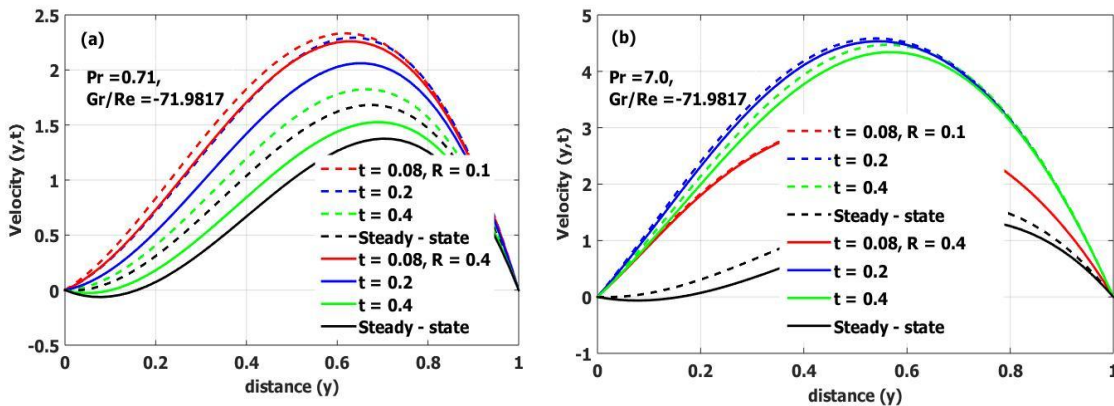 (a)
Pr =0.71,
Gr/Re =-71.9817
Velocity (y,t)
2.5
2
1.5
1
0.5
0
-0.5
t = 0.08, R = 0.1
t = 0.2
t = 0.4
Steady - state
t = 0.08, R = 0.4
t = 0.2
t = 0.4
Steady - state
0 0.2 0.4 0.6 0.8 1
distance (y)
(b)
Pr =7.0,
Gr/Re =-71.9817
Velocity (y,t)
5
4
3
2
1
0
-1
t = 0.08, R = 0.1
t = 0.2
t = 0.4
Steady - state
t = 0.08, R = 0.4
t = 0.2
t = 0.4
Steady - state
0 0.2 0.4 0.6 0.8 1
distance (y)